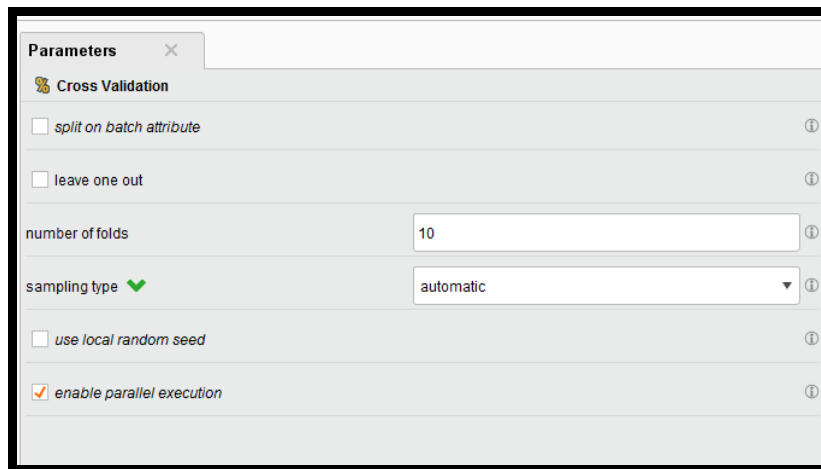 Parameters
Cross Validation
split on batch attribute
leave one out
number of folds 10
sampling type automatic
use local random seed
enable parallel execution